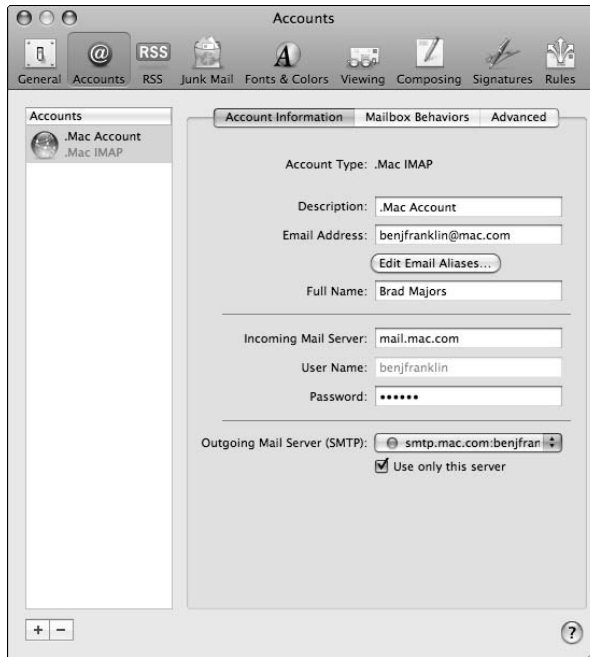 Accounts
General Accounts RSS Junk Mail Fonts & Colors Viewing Composing Signatures Rules
RSS
Accounts
.Mac Account
.Mac IMAP
Account Information Mailbox Behaviors Advanced
Account Type: .Mac IMAP
Description: .Mac Account
Email Address: benjfranklin@mac.com
Edit Email Aliases...
Full Name: Brad Majors
Incoming Mail Server: mail.mac.com
User Name: benjfranklin
Password: ••••••
Outgoing Mail Server (SMTP): smtp.mac.com:benjfran
Use only this server
+ −
?